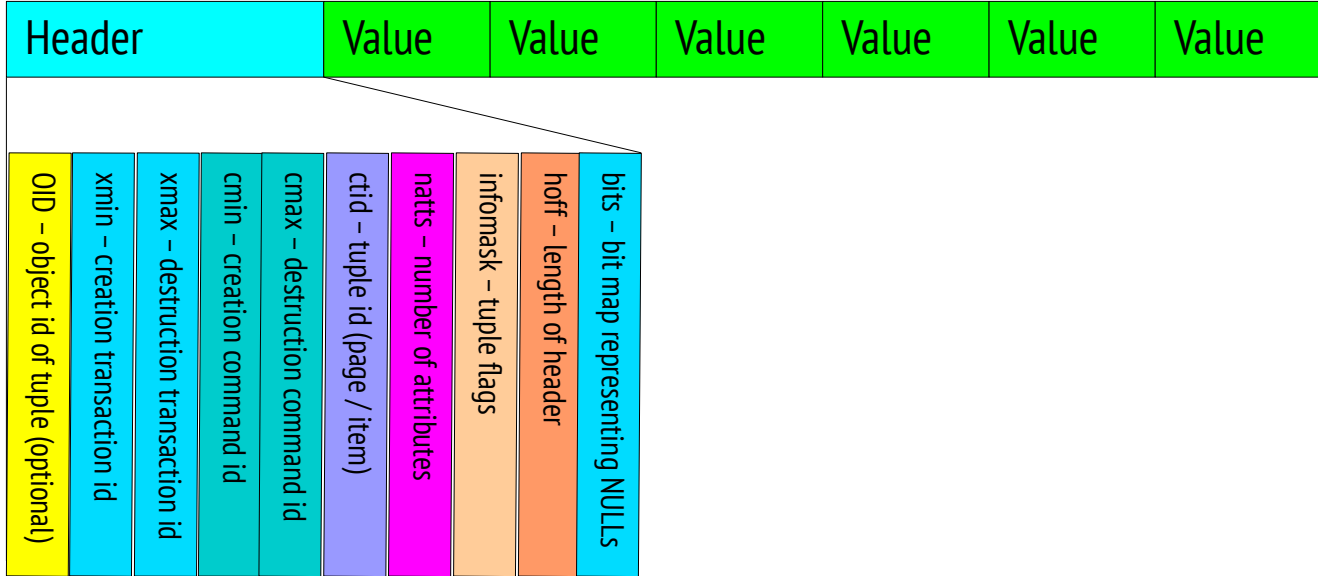 Header
Value
Value
Value
Value
Value
Value
OID – object id of tuple (optional)
xmin – creation transaction id
xmax – destruction transaction id
cmin – creation command id
cmax – destruction command id
ctid – tuple id (page / item)
natts – number of attributes
infomask – tuple flags
hoff – length of header
bits – bit map representing NULLs